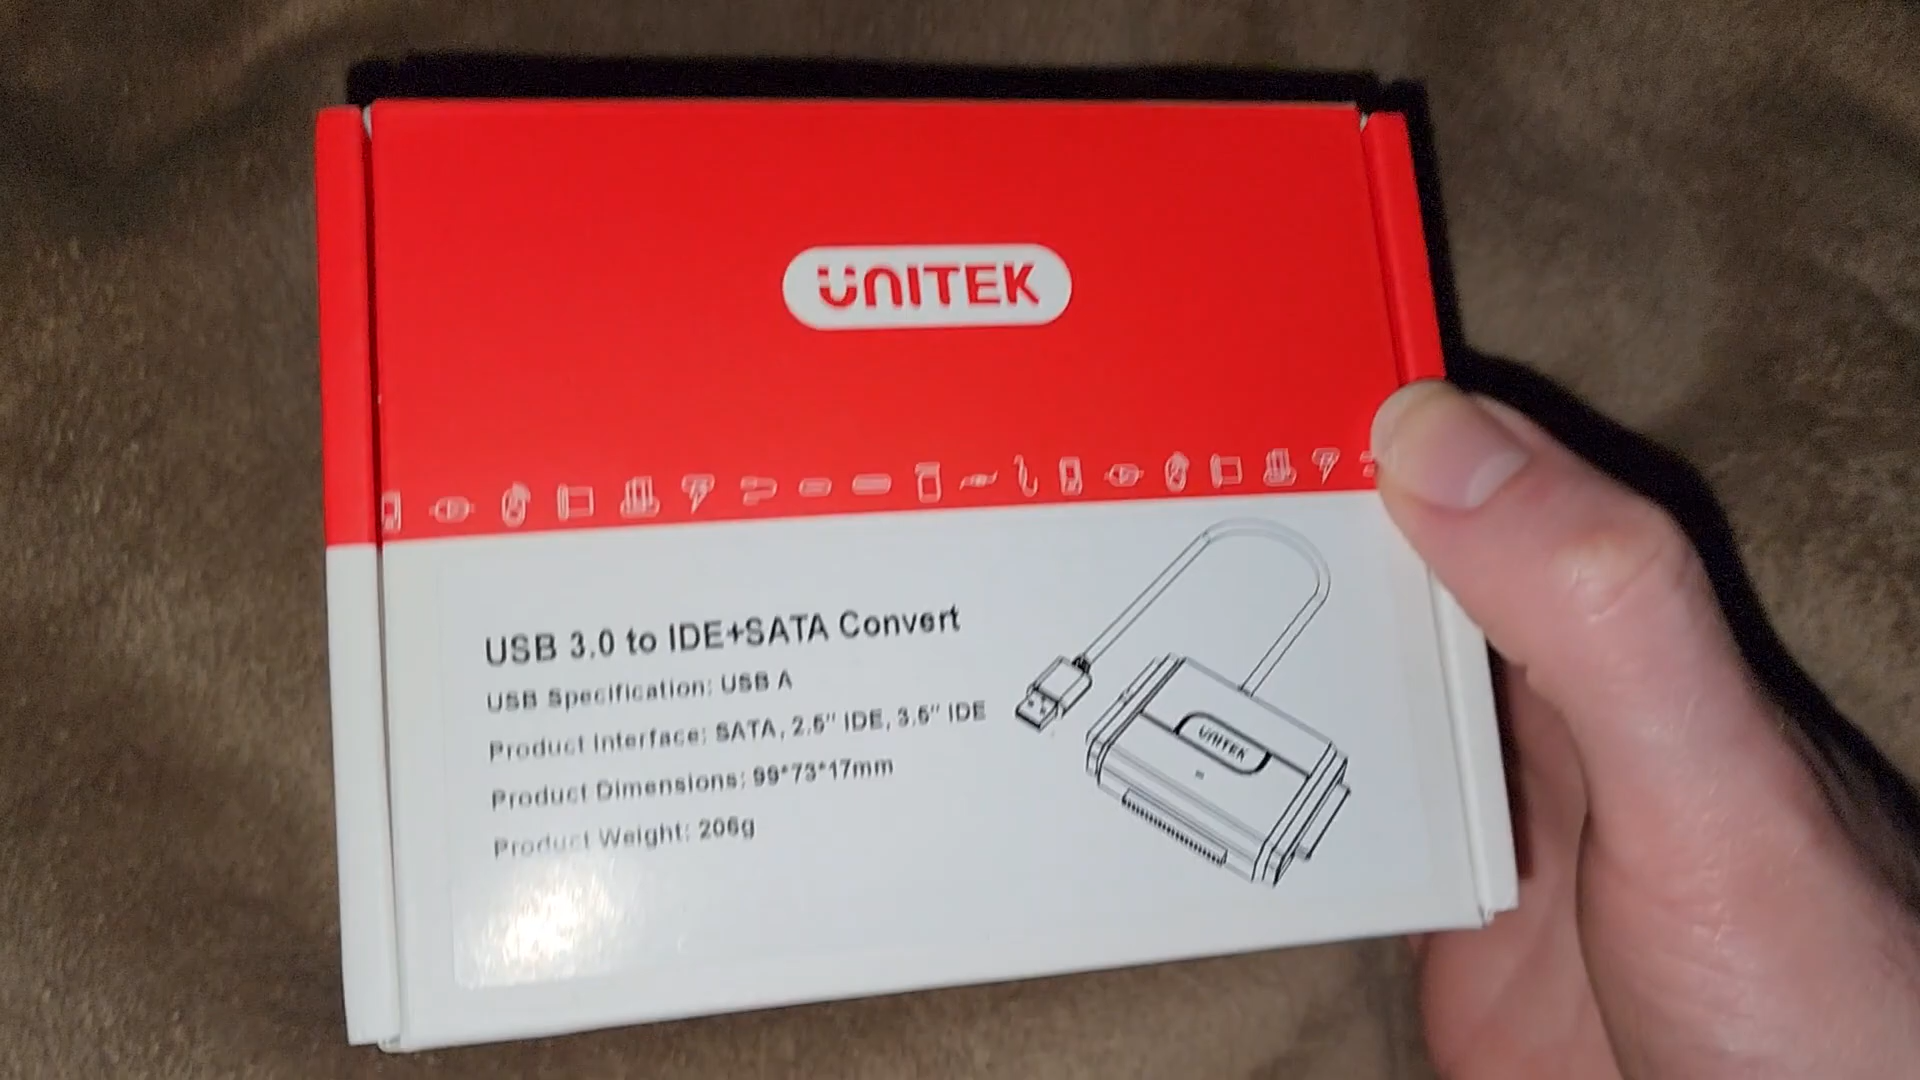 UNITEK
USB 3.0 to IDE+SATA Convert
USB Specification: USB A
Product Interface: SATA, 2.5" IDE, 3.5" IDE
Product Dimensions: 99*73*17mm
Product Weight: 206g
UNITEK